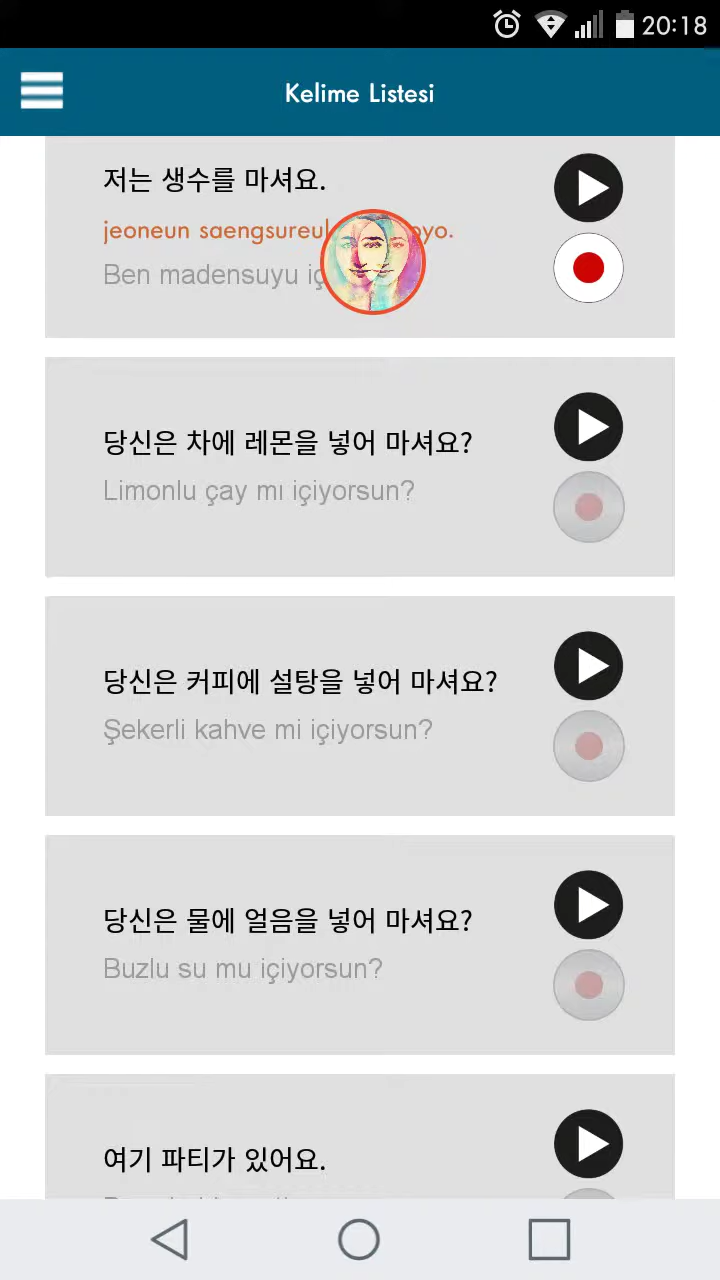 20:18
Kelime Listesi
저는 생수를 마셔요.
jeoneun saengsureul
Ben madensuyu
당신은 차에 레몬을 넣어 마셔요?
Limonlu çay mı içiyorsun?
당신은 커피에 설탕을 넣어 마셔요?
Şekerli kahve mi içiyorsun?
당신은 물에 얼음을 넣어 마셔요?
Buzlu su mu içiyorsun?
여기 파티가 있어요.